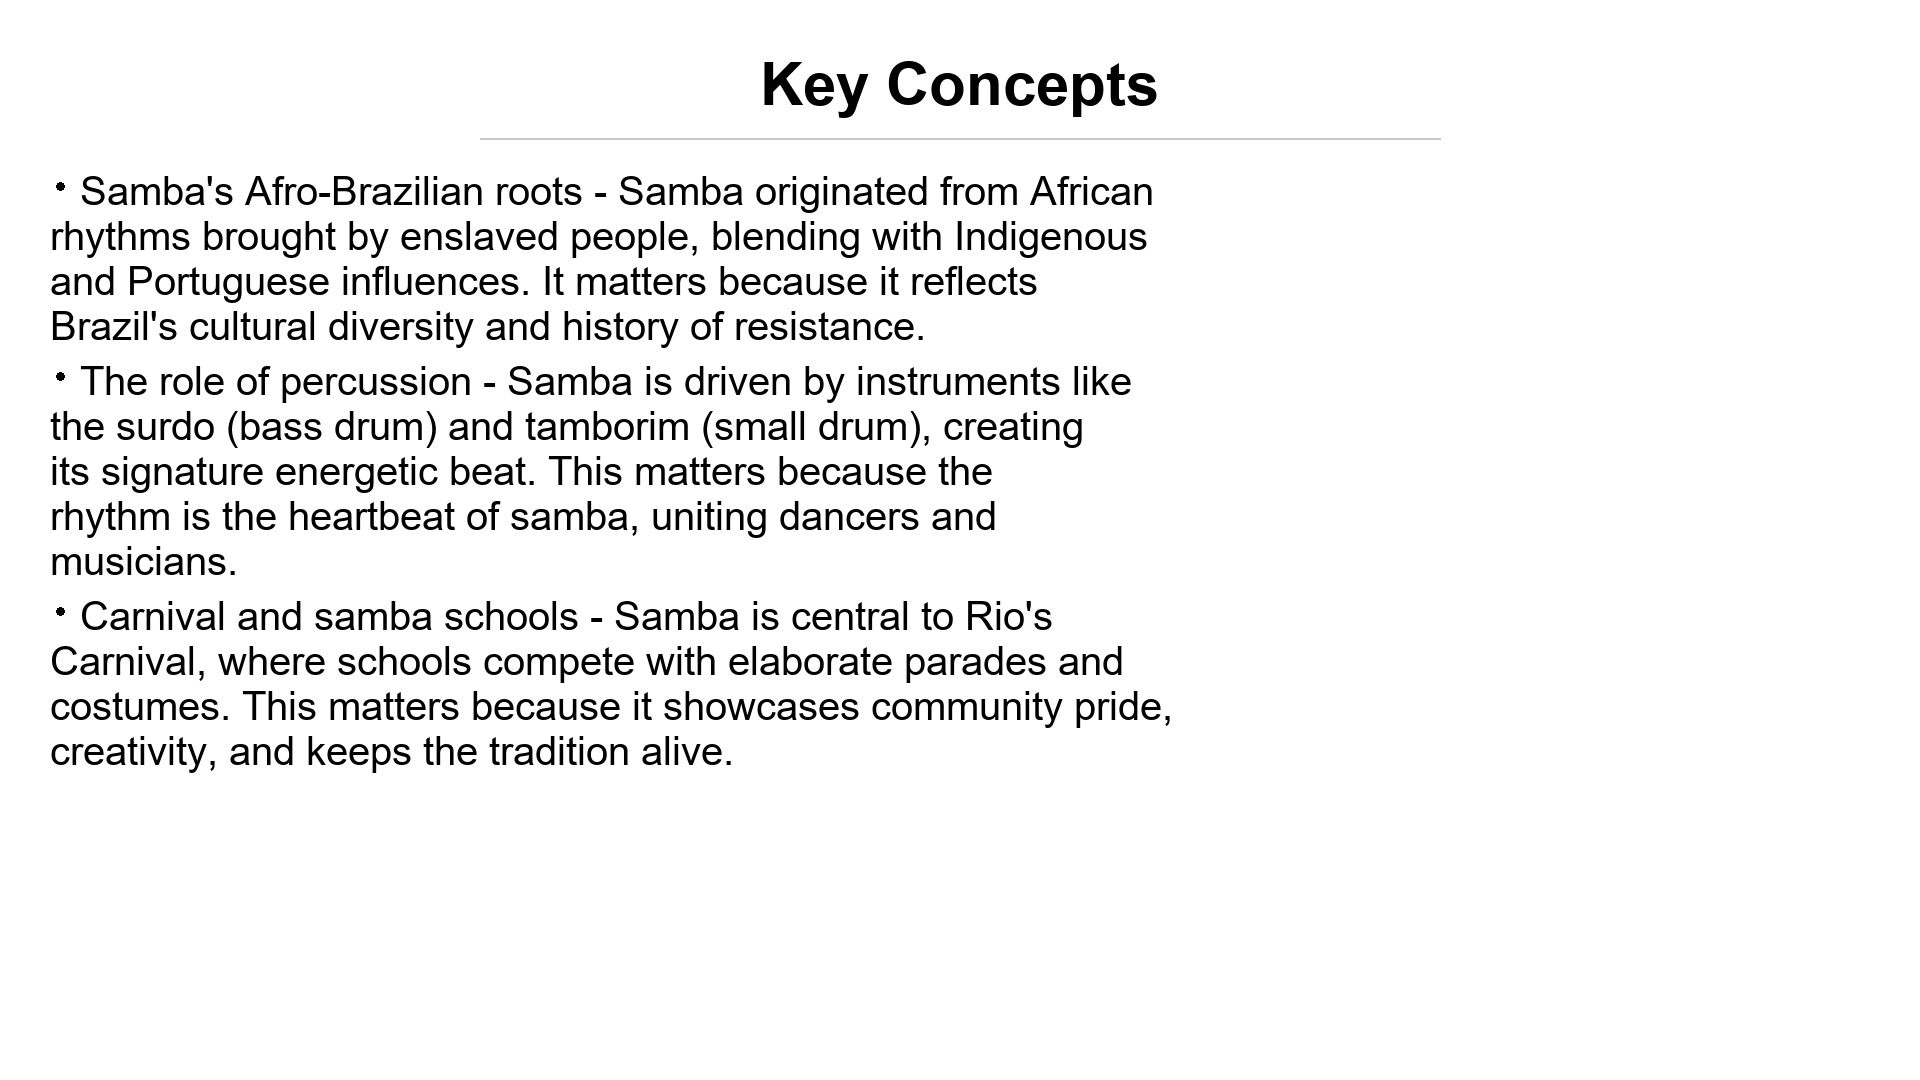 Key Concepts
• Samba's Afro-Brazilian roots - Samba originated from African
rhythms brought by enslaved people, blending with Indigenous
and Portuguese influences. It matters because it reflects
Brazil's cultural diversity and history of resistance.
• The role of percussion - Samba is driven by instruments like
the surdo (bass drum) and tamborim (small drum), creating
its signature energetic beat. This matters because the
rhythm is the heartbeat of samba, uniting dancers and
musicians.
• Carnival and samba schools - Samba is central to Rio's
Carnival, where schools compete with elaborate parades and
costumes. This matters because it showcases community pride,
creativity, and keeps the tradition alive.